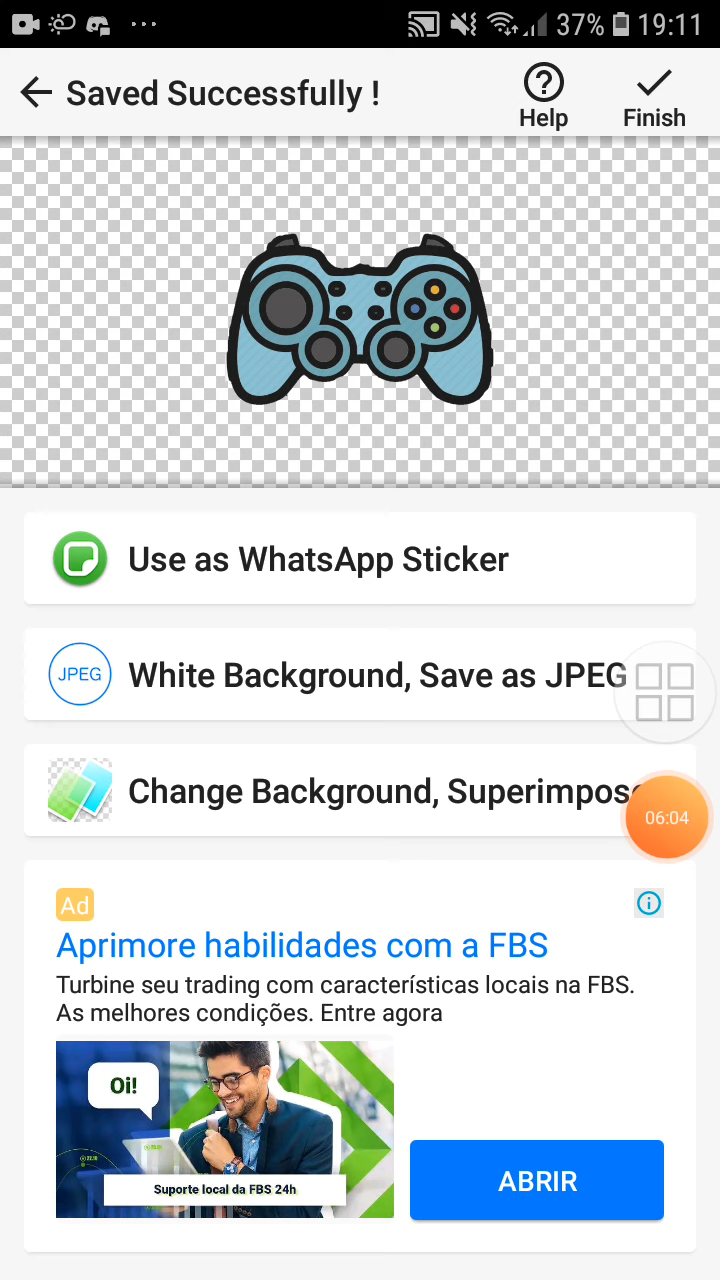 37% 19:11
Saved Successfully !
Help
Finish
Use as WhatsApp Sticker
JPEG
White Background, Save as JPEG
Change Background, Superimpose
06:04
Ad
Aprimore habilidades com a FBS
Turbine seu trading com características locais na FBS.
As melhores condições. Entre agora
Oi!
Suporte local da FBS 24h
ABRIR